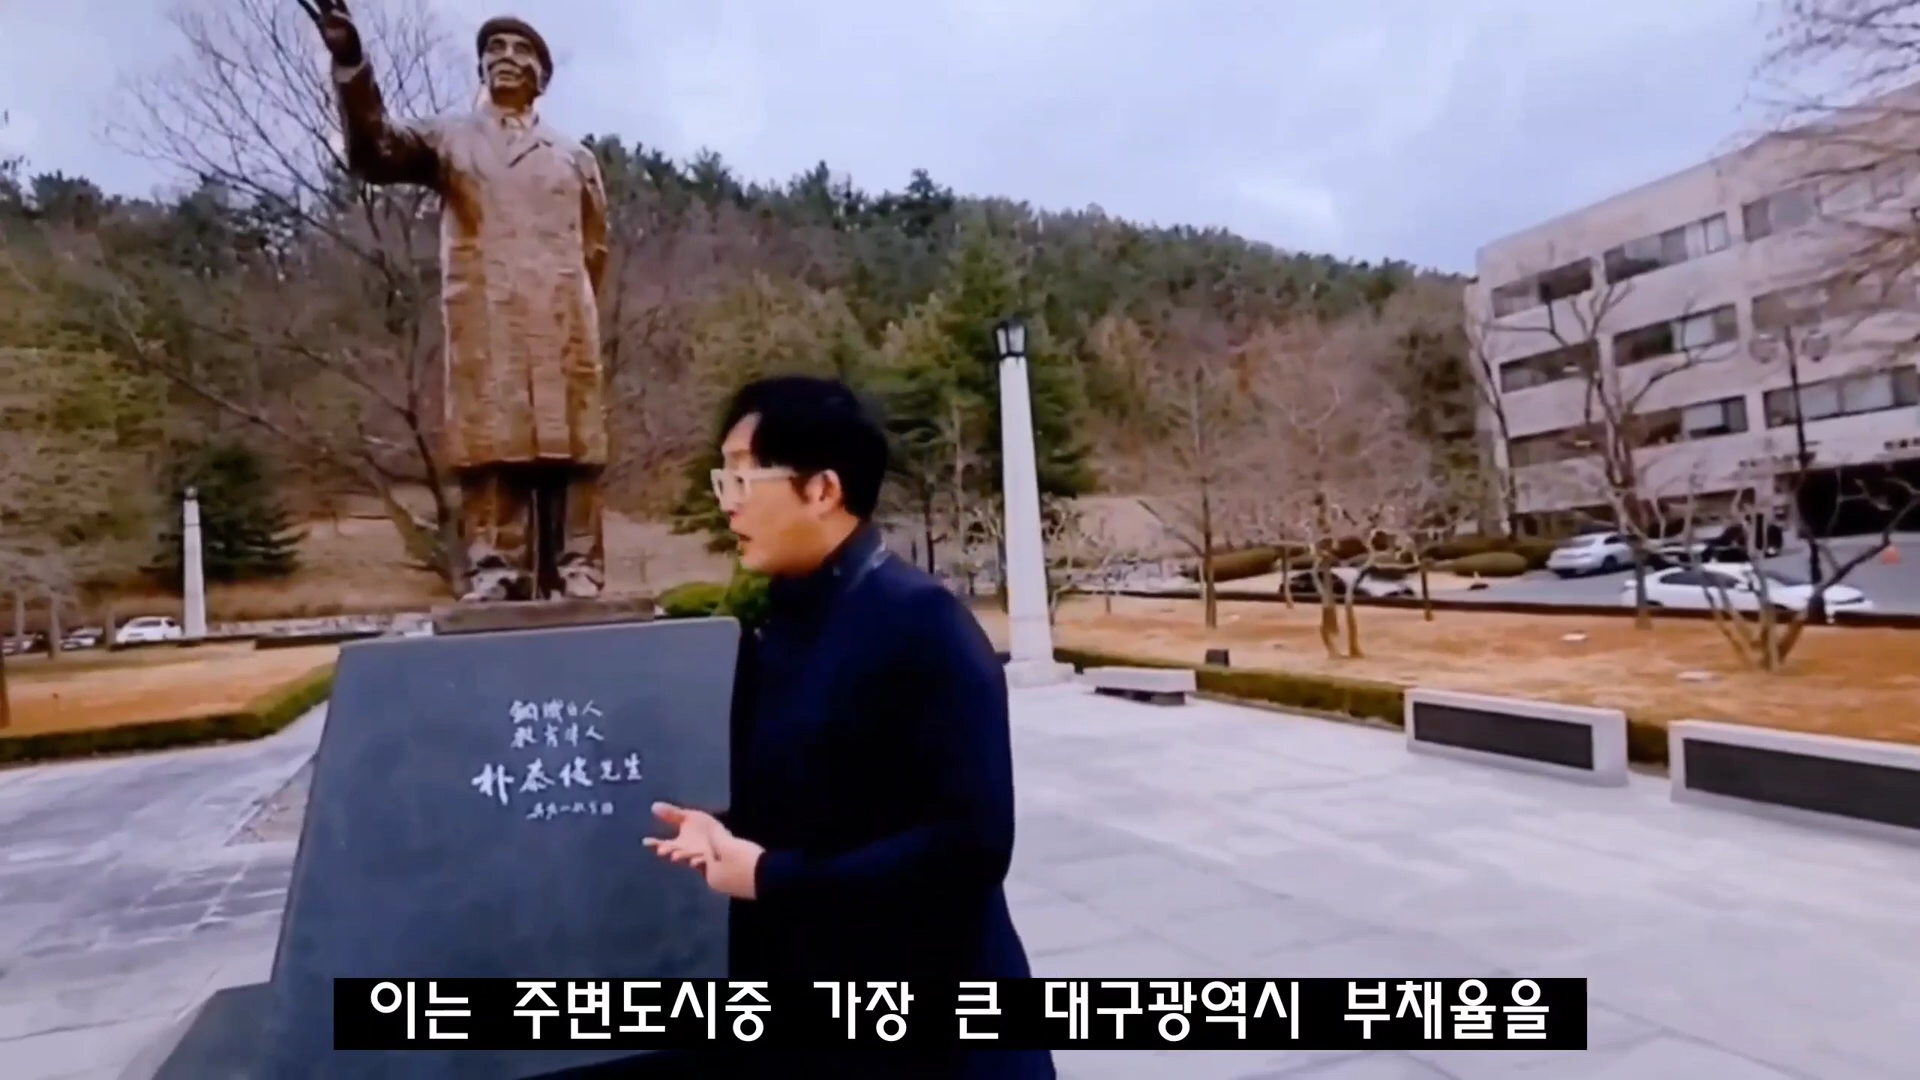 鋼鐵巨人
教育偉人
朴泰俊先生
이는 주변도시중 가장 큰 대구광역시 부채율을